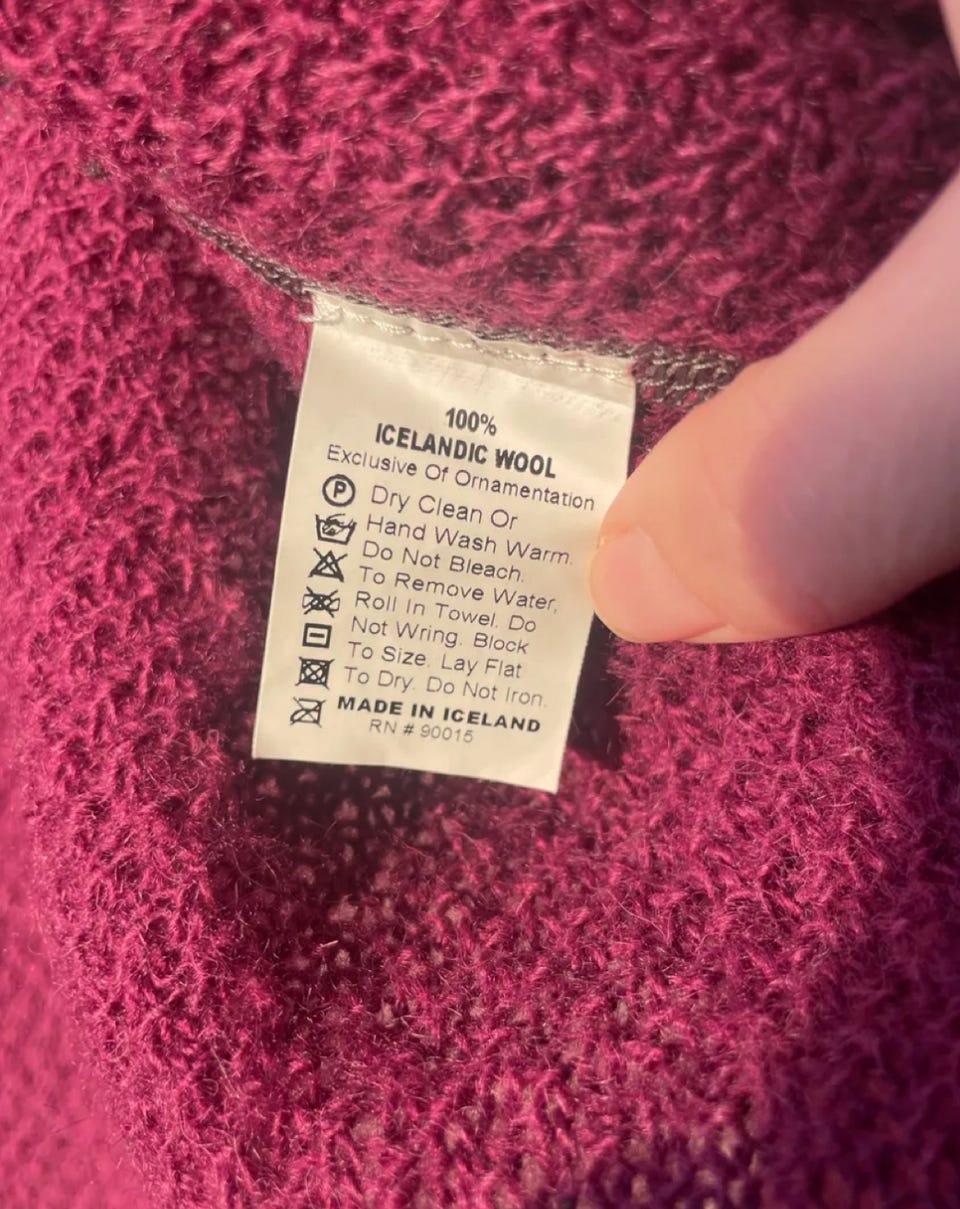 100%
ICELANDIC WOOL
Exclusive Of Ornamentation
P Dry Clean Or
Hand Wash Warm.
Do Not Bleach.
To Remove Water,
Roll In Towel. Do
Not Wring. Block
To Size. Lay Flat
To Dry. Do Not Iron.
MADE IN ICELAND
RN # 90015